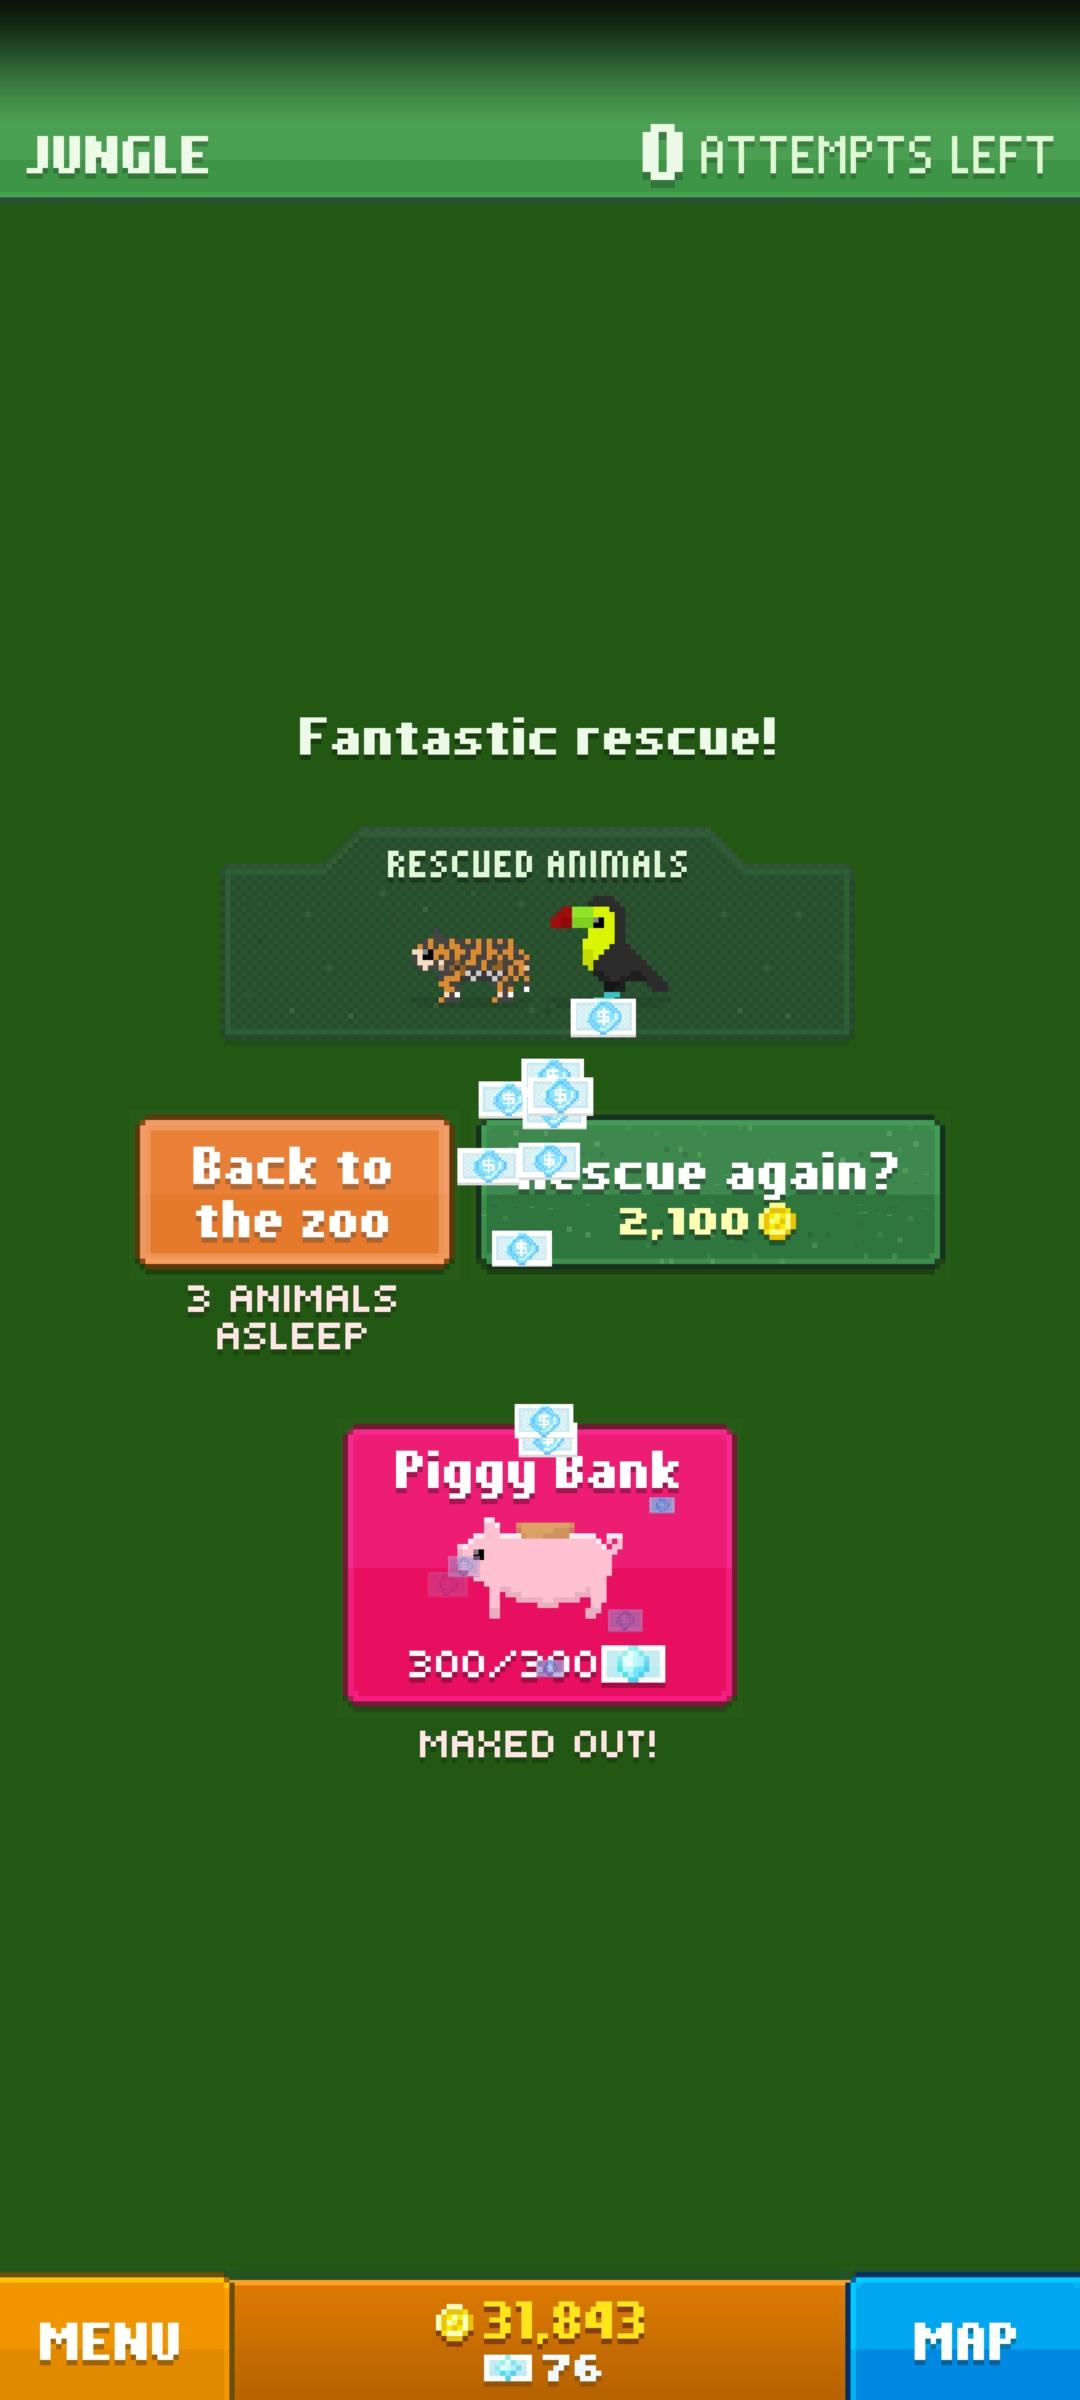 JUNGLE
0 ATTEMPTS LEFT
Fantastic rescue!
RESCUED ANIMALS
Back to
the zoo
Rescue again?
2,100
3 ANIMALS
ASLEEP
Piggy Bank
300/300
MAXED OUT!
MENU
31,843
76
MAP